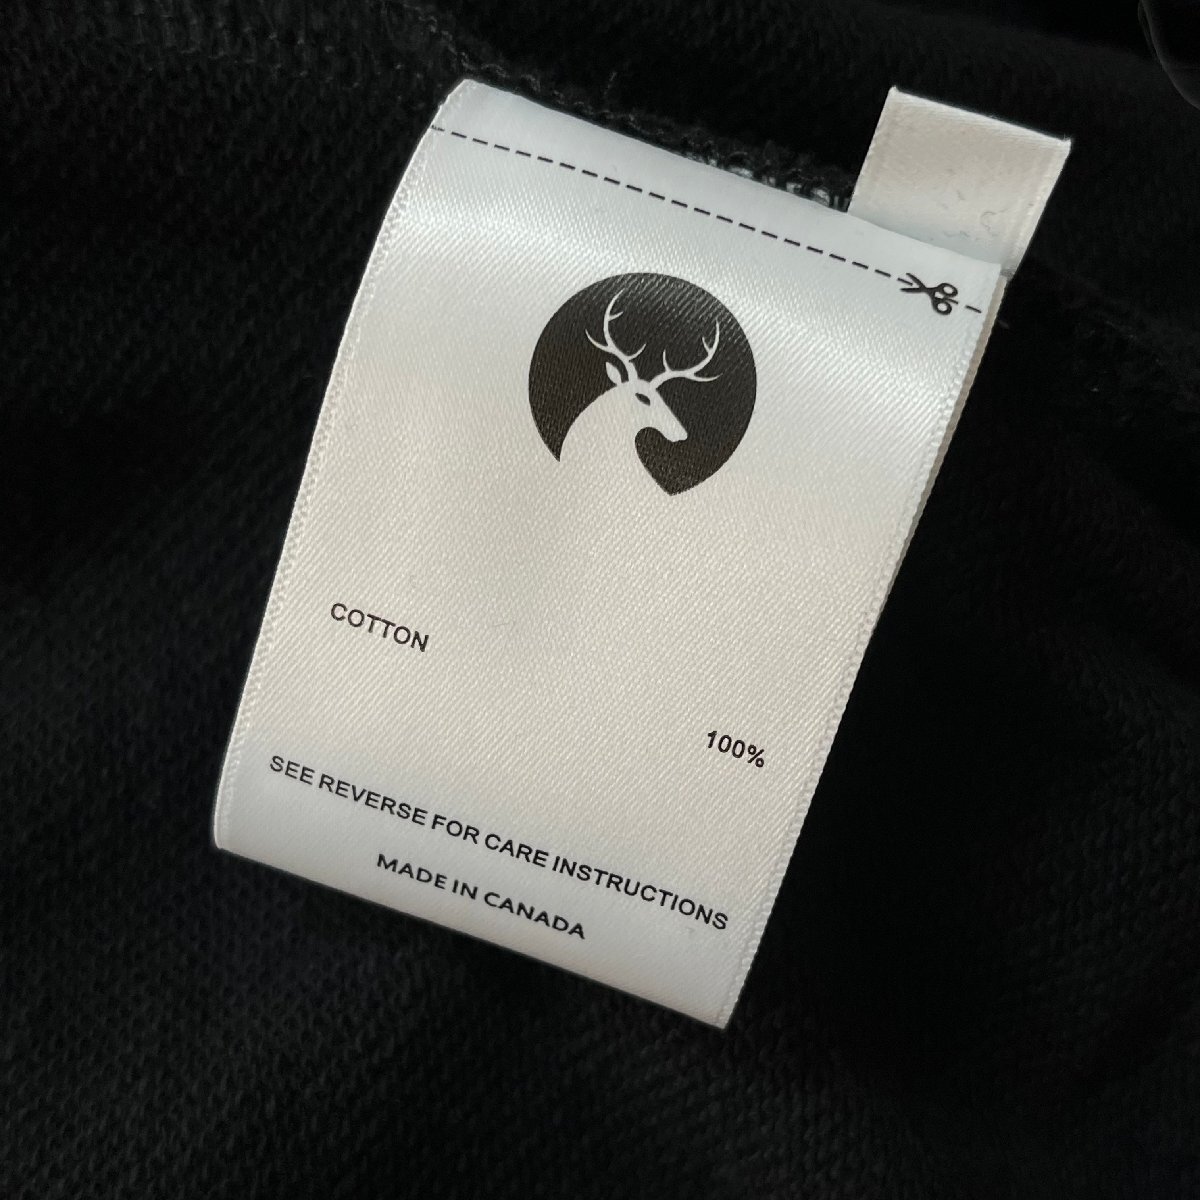 COTTON
100%
SEE REVERSE FOR CARE INSTRUCTIONS
MADE IN CANADA